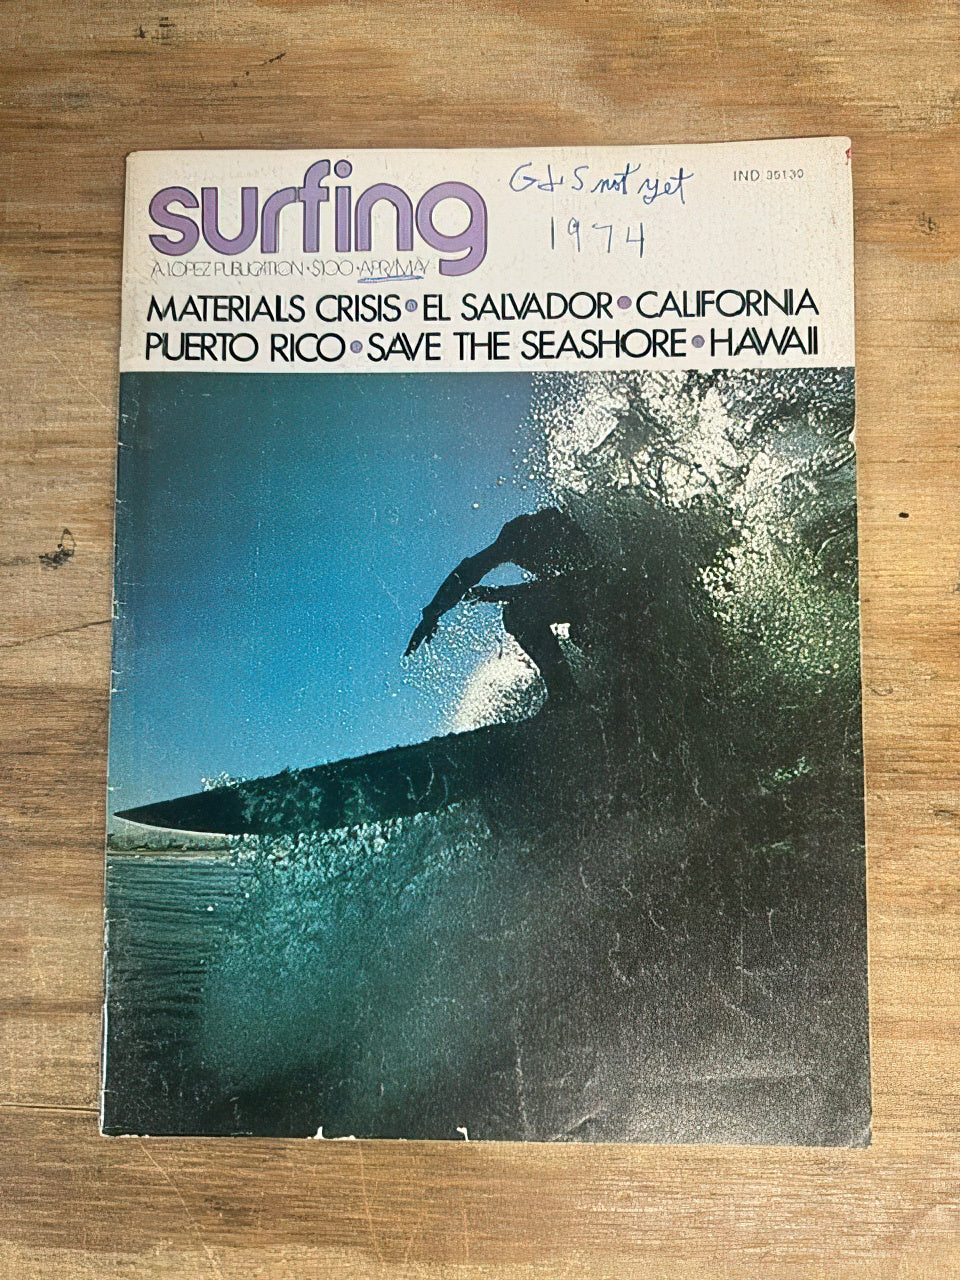 surfing
not yet
IND 36130
1974
A LOPEZ PUBLICATION • $1.00 • APR/MAY
MATERIALS CRISIS • EL SALVADOR • CALIFORNIA
PUERTO RICO • SAVE THE SEASHORE • HAWAII